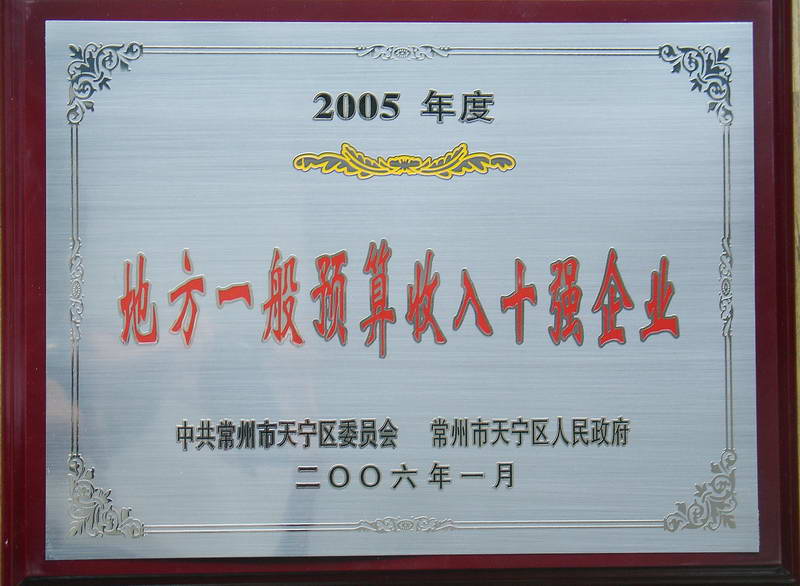 2005 年度
地方一般预算收入十强企业
中共常州市天宁区委员会 常州市天宁区人民政府
二〇〇六年一月